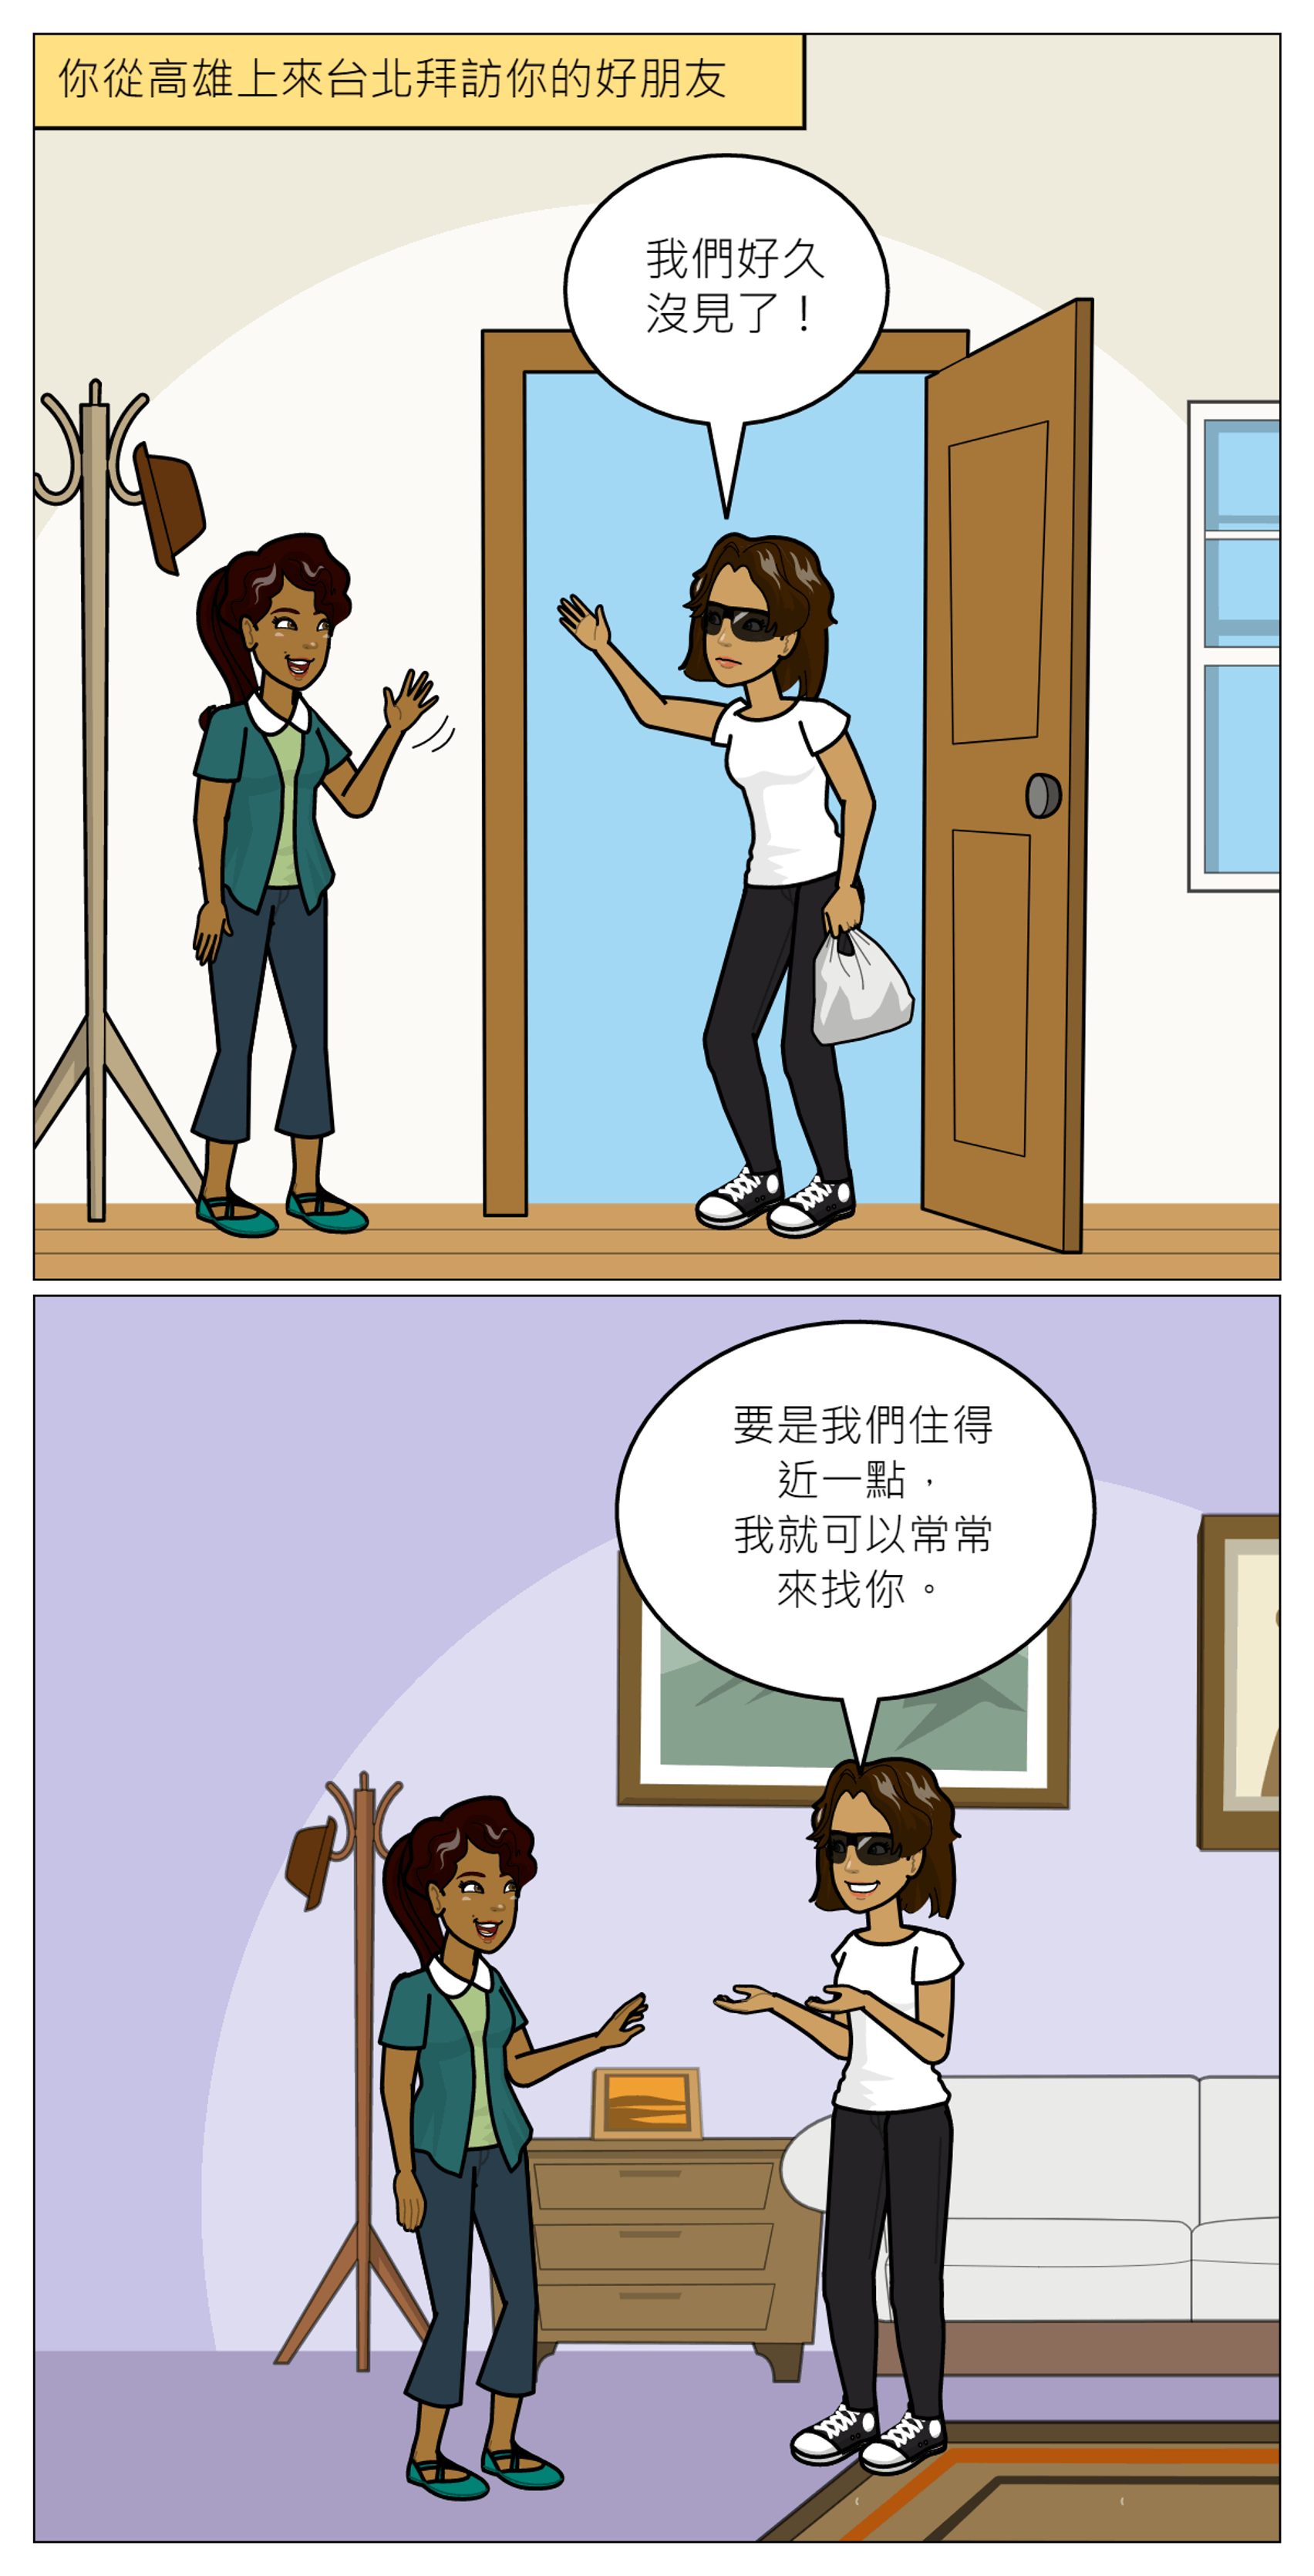 你從高雄上來台北拜訪你的好朋友
我們好久
沒見了！
要是我們住得
近一點，
我就可以常常
來找你。